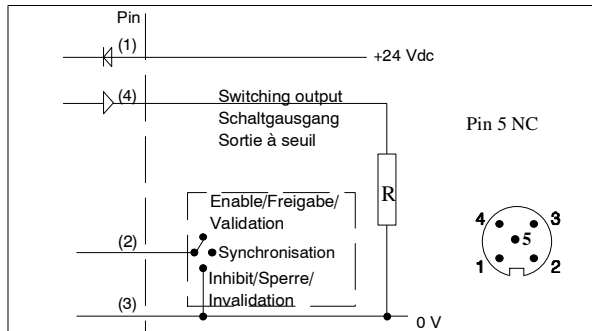 Pin
(1)
+24 Vdc
(4)
Switching output
Schaltgausgang
Sortie à seuil
Pin 5 NC
R
Enable/Freigabe/
Validation
(2)
Synchronisation
Inhibit/Sperre/
Invalidation
(3)
0 V
4
3
5
1
2